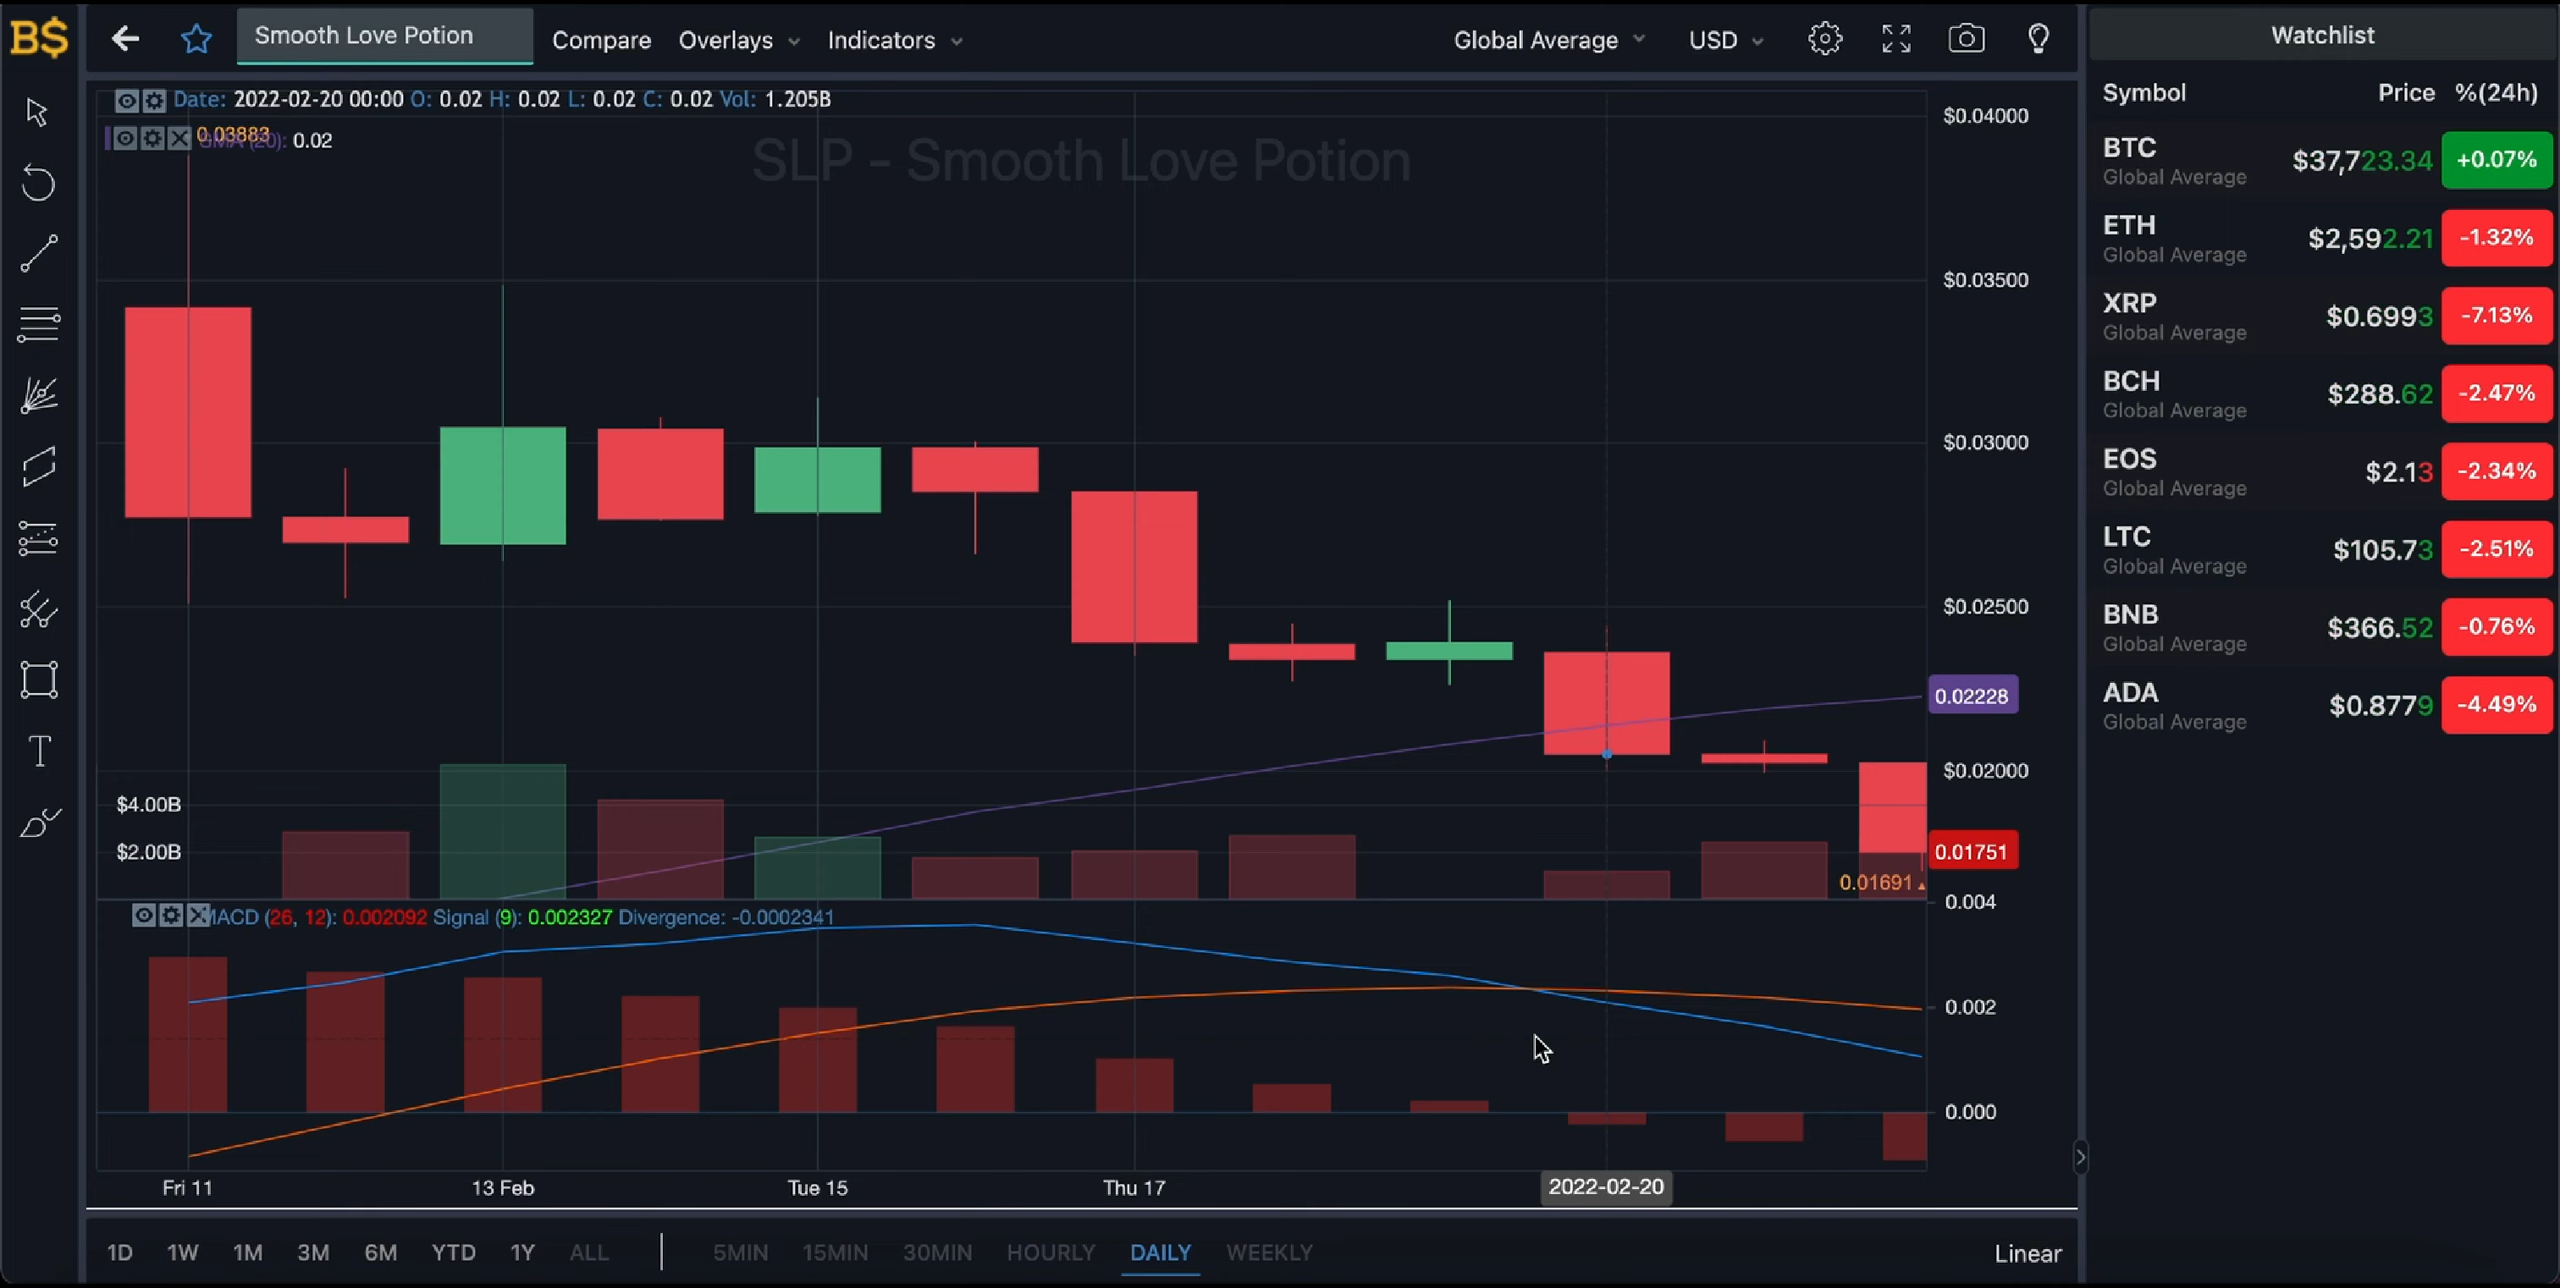 B$
Smooth Love Potion
Compare
Overlays
Indicators
Global Average
USD
Date: 2022-02-20 00:00 O: 0.02 H: 0.02 L: 0.02 C: 0.02 Vol: 1.205B
0.03883
SMA (20): 0.02
SLP - Smooth Love Potion
$0.04000
$0.03500
$0.03000
$0.02500
0.02228
$0.02000
0.01751
0.01691
$4.00B
$2.00B
MACD (26, 12): 0.002092 Signal (9): 0.002327 Divergence: -0.0002341
0.004
0.002
0.000
Fri 11
13 Feb
Tue 15
Thu 17
2022-02-20
1D 1W 1M 3M 6M YTD 1Y ALL
5MIN 15MIN 30MIN HOURLY DAILY WEEKLY
Linear
Watchlist
Symbol Price %(24h)
BTC $37,723.34 +0.07%
Global Average
ETH $2,592.21 -1.32%
Global Average
XRP $0.6993 -7.13%
Global Average
BCH $288.62 -2.47%
Global Average
EOS $2.13 -2.34%
Global Average
LTC $105.73 -2.51%
Global Average
BNB $366.52 -0.76%
Global Average
ADA $0.8779 -4.49%
Global Average